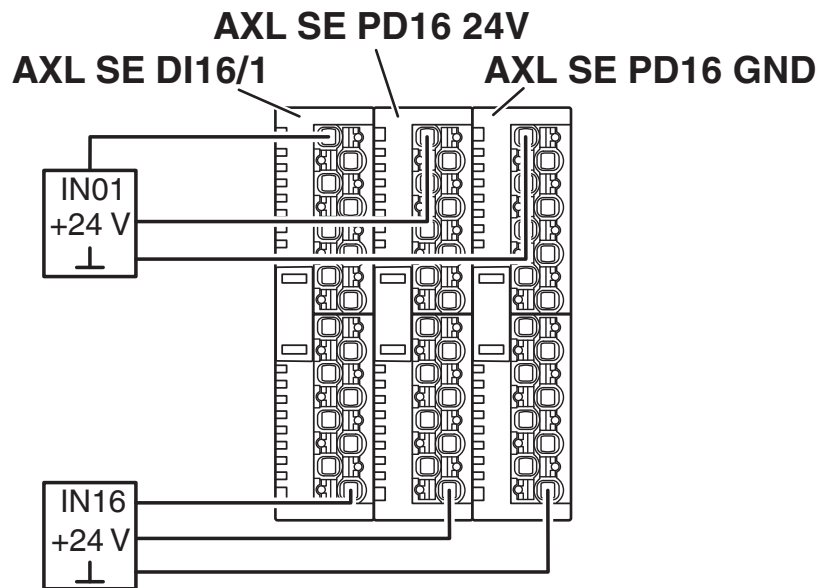 AXL SE PD16 24V
AXL SE DI16/1
AXL SE PD16 GND
IN01
+24 V
IN16
+24 V